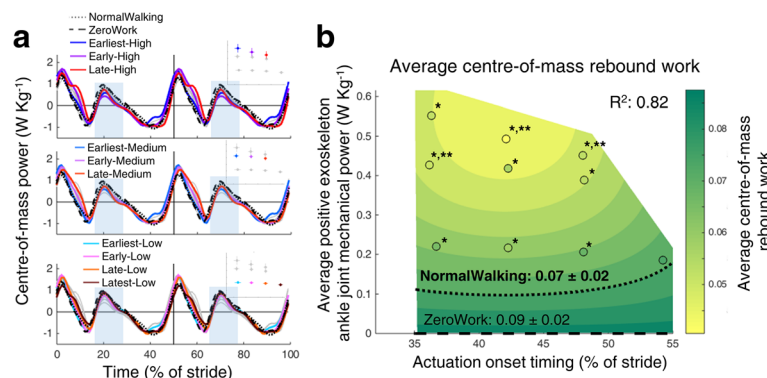 a
NormalWalking
ZeroWork
Earliest-High
Early-High
Late-High
1
0
-1
Earliest-Medium
Early-Medium
Late-Medium
1
0
-1
Earliest-Low
Early-Low
Late-Low
Latest-Low
1
0
-1
0 20 40 60 80 100
Time (% of stride)
Centre-of-mass power (W Kg-1)
b
Average centre-of-mass rebound work
R2: 0.82
0.6
0.5
0.4
0.3
0.2
0.1
0
Average positive exoskeleton
ankle joint mechanical power (W Kg-1)
*
*,**
*,**
*,**
*
*
*
*
*
NormalWalking: 0.07 ± 0.02
ZeroWork: 0.09 ± 0.02
35 40 45 50 55
Actuation onset timing (% of stride)
0.08
0.07
0.06
0.05
Average centre-of-mass
rebound work